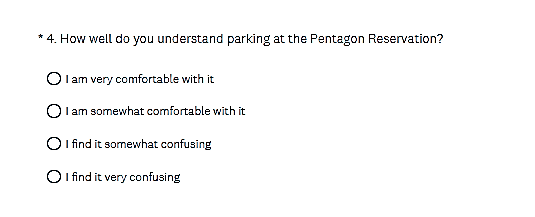 * 4. How well do you understand parking at the Pentagon Reservation?
I am very comfortable with it
I am somewhat comfortable with it
I find it somewhat confusing
I find it very confusing